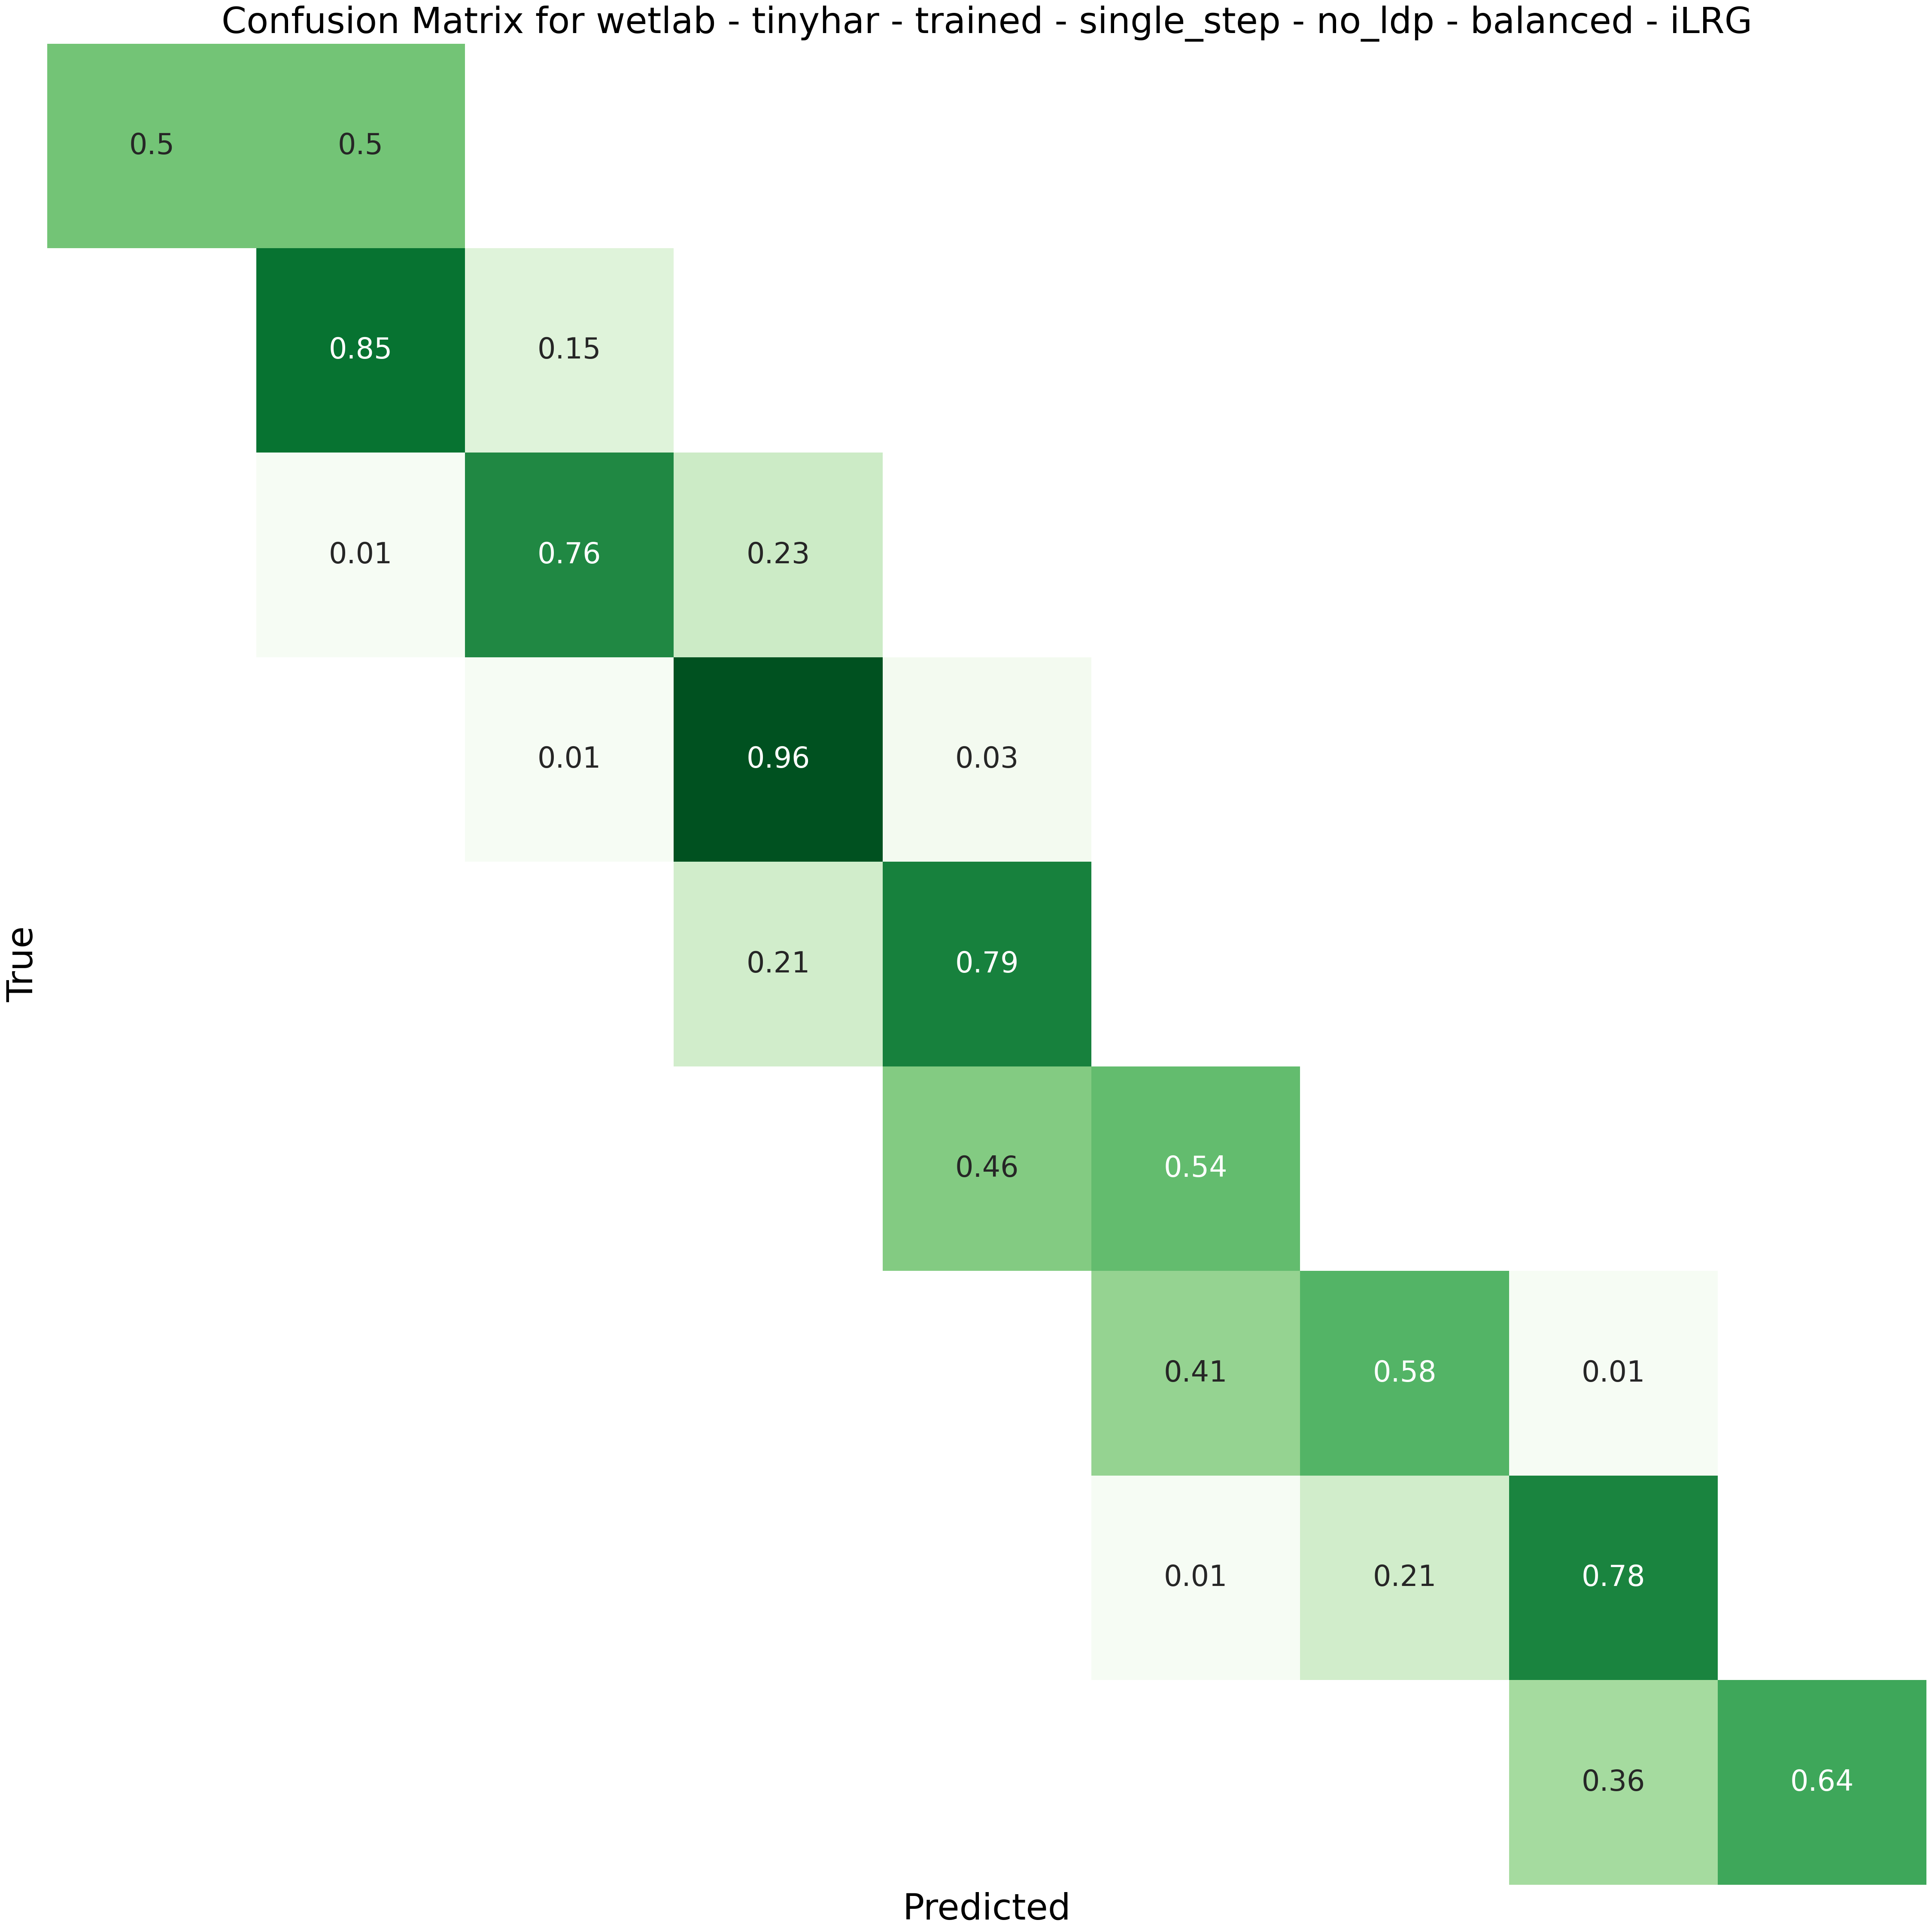 Confusion Matrix for wetlab - tinyhar - trained - single_step - no_ldp - balanced - iLRG
0.5 0.5
0.85 0.15
0.01 0.76 0.23
0.01 0.96 0.03
0.21 0.79
0.46 0.54
0.41 0.58 0.01
0.01 0.21 0.78
0.36 0.64
True
Predicted